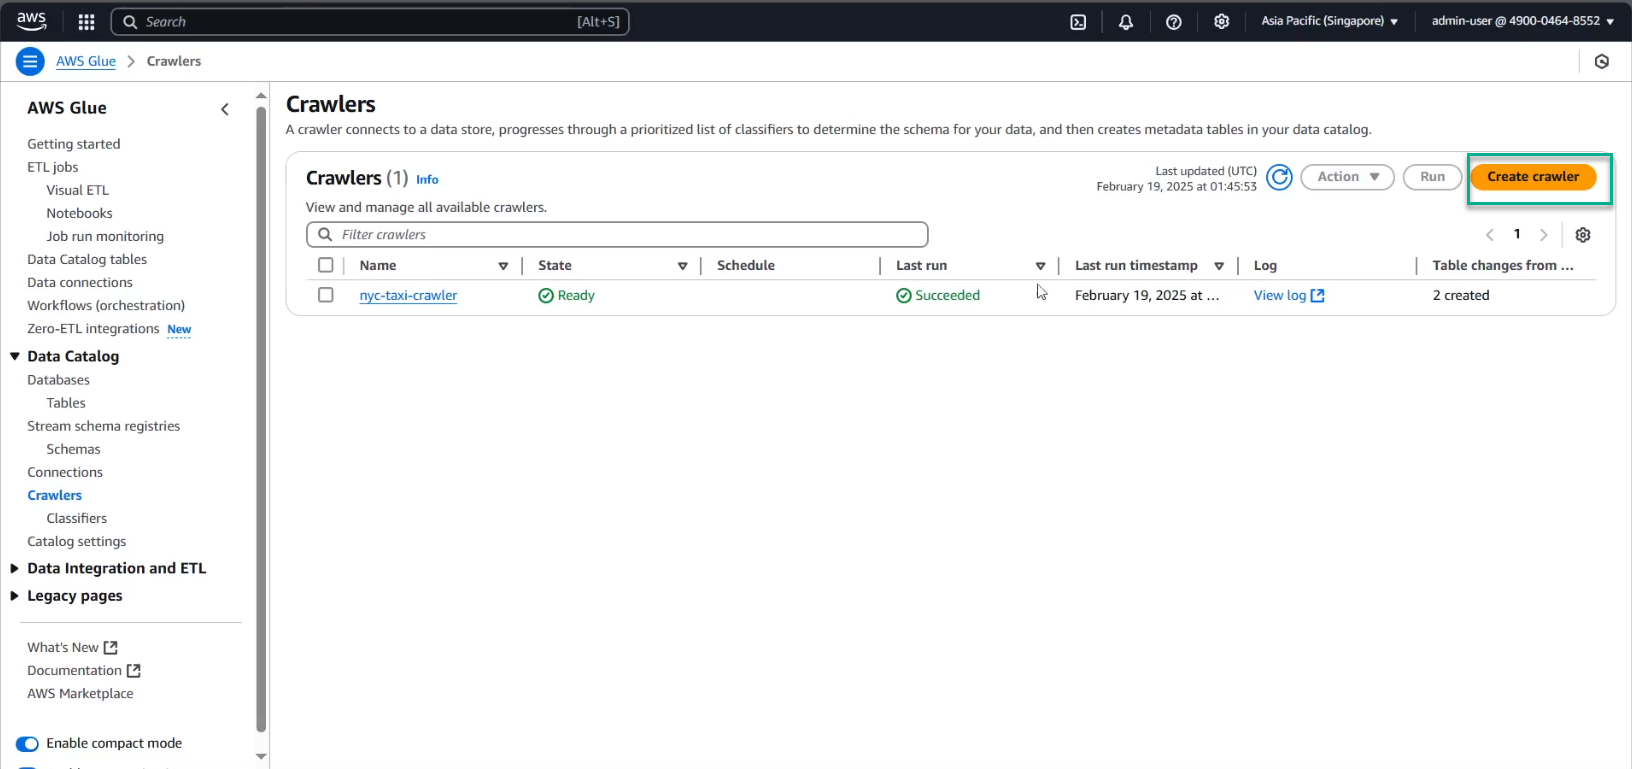 aws
Search [Alt+S]
Asia Pacific (Singapore) ▼
admin-user @ 4900-0464-8552 ▼
AWS Glue > Crawlers
AWS Glue
Getting started
ETL jobs
Visual ETL
Notebooks
Job run monitoring
Data Catalog tables
Data connections
Workflows (orchestration)
Zero-ETL integrations New
Data Catalog
Databases
Tables
Stream schema registries
Schemas
Connections
Crawlers
Classifiers
Catalog settings
Data Integration and ETL
Legacy pages
What's New
Documentation
AWS Marketplace
Enable compact mode
Crawlers
A crawler connects to a data store, progresses through a prioritized list of classifiers to determine the schema for your data, and then creates metadata tables in your data catalog.
Crawlers (1) Info
Last updated (UTC)
February 19, 2025 at 01:45:53
Action ▼
Run
Create crawler
View and manage all available crawlers.
Filter crawlers
< 1 >
Name State Schedule Last run Last run timestamp Log Table changes from ...
nyc-taxi-crawler Ready Succeeded February 19, 2025 at ... View log 2 created